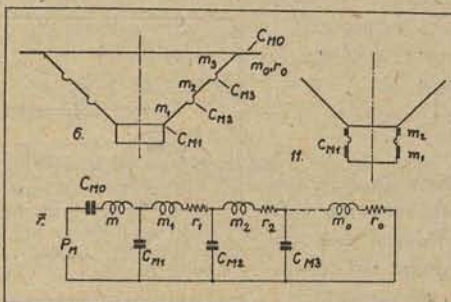 C_M0
m_3
m_0, r_0
m_2
C_M3
m_1
C_M2
6.
C_M1
m_2
C_M1
11.
m_1
C_M0
7.
m
m_1
r_1
m_2
r_2
m_0
r_0
P_M
C_M1
C_M2
C_M3